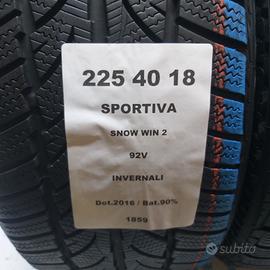 225 40 18
SPORTIVA
SNOW WIN 2
92V
INVERNALI
Dot.2016 / Bat.90%
1859
subito